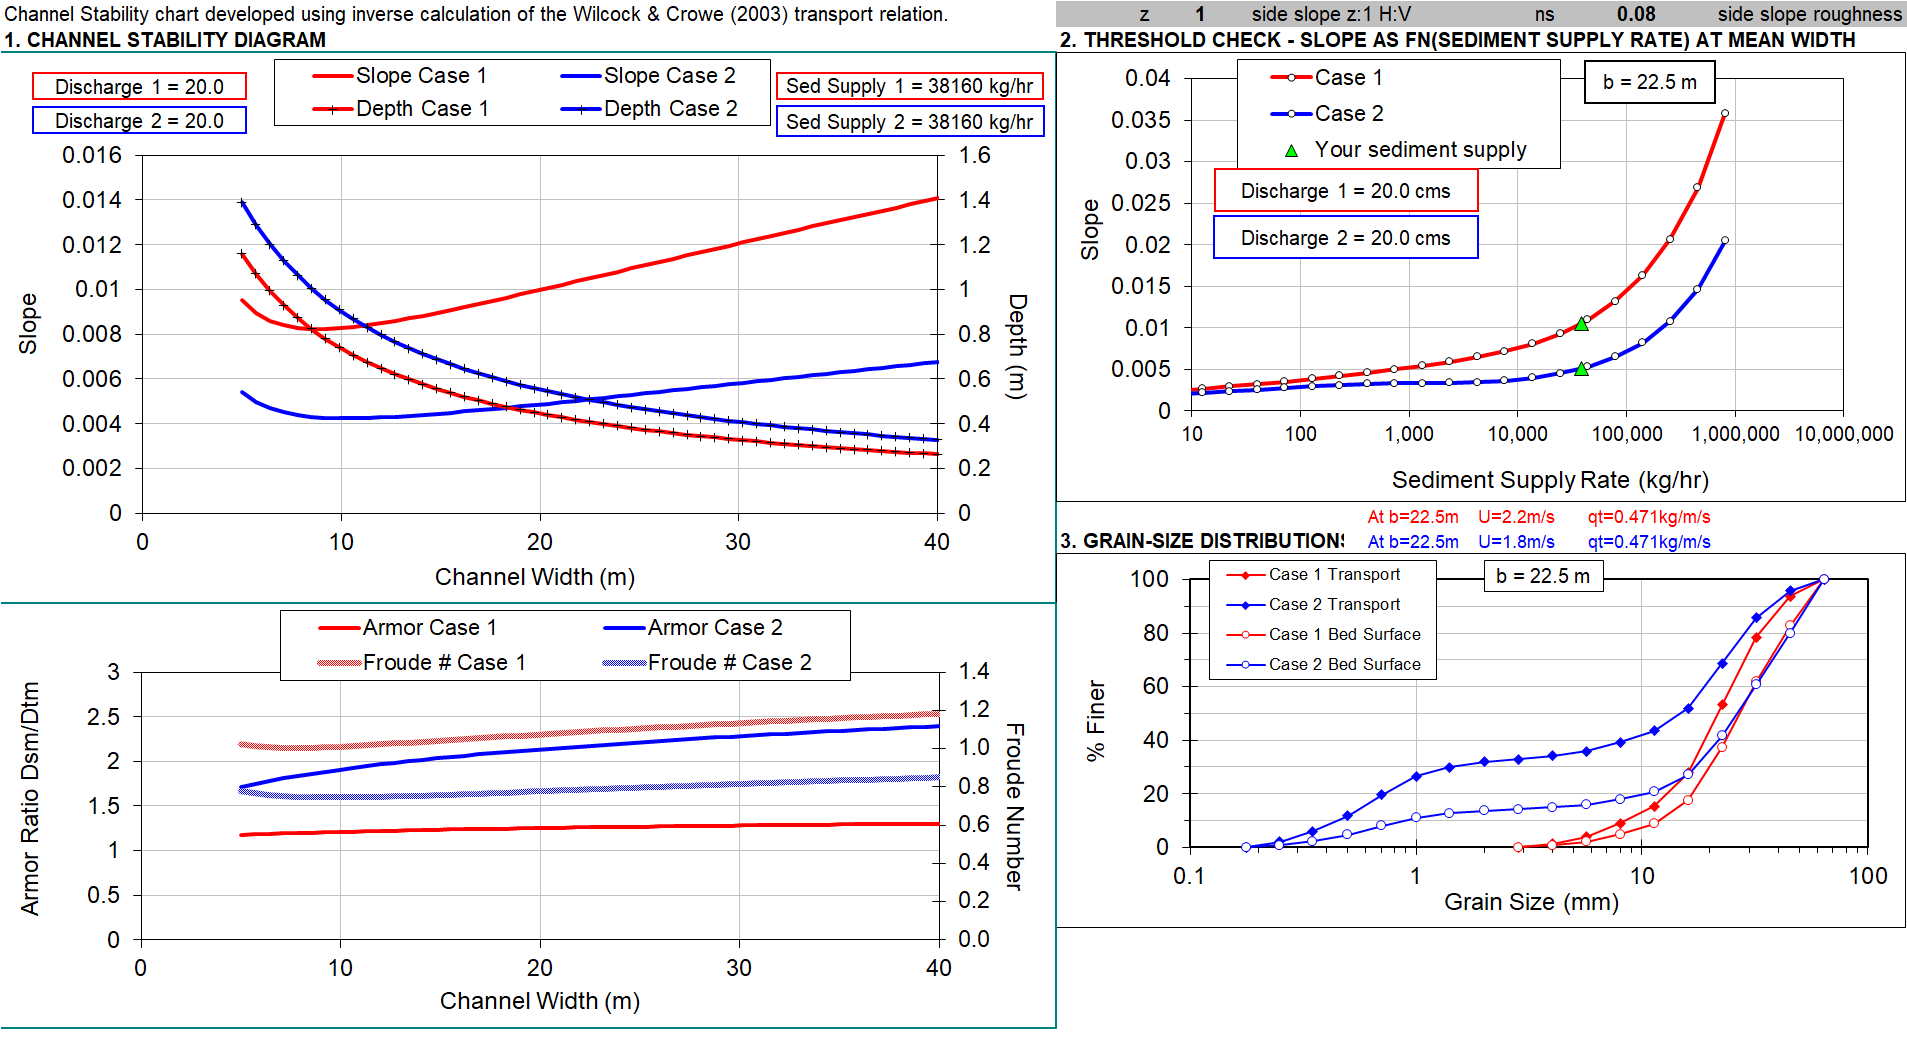 Channel Stability chart developed using inverse calculation of the Wilcock & Crowe (2003) transport relation.
z 1 side slope z:1 H:V ns 0.08 side slope roughness
1. CHANNEL STABILITY DIAGRAM
Discharge 1 = 20.0
Discharge 2 = 20.0
Slope Case 1
Slope Case 2
Depth Case 1
Depth Case 2
Sed Supply 1 = 38160 kg/hr
Sed Supply 2 = 38160 kg/hr
Slope
0.016
0.014
0.012
0.01
0.008
0.006
0.004
0.002
0
1.6
1.4
1.2
1
0.8
0.6
0.4
0.2
0
Depth (m)
0 10 20 30 40
Channel Width (m)
Armor Case 1
Armor Case 2
Froude # Case 1
Froude # Case 2
Armor Ratio Dsm/Dtm
3
2.5
2
1.5
1
0.5
0
1.4
1.2
1.0
0.8
0.6
0.4
0.2
0.0
Froude Number
0 10 20 30 40
Channel Width (m)
2. THRESHOLD CHECK - SLOPE AS FN(SEDIMENT SUPPLY RATE) AT MEAN WIDTH
Case 1
Case 2
Your sediment supply
b = 22.5 m
Discharge 1 = 20.0 cms
Discharge 2 = 20.0 cms
Slope
0.04
0.035
0.03
0.025
0.02
0.015
0.01
0.005
0
10 100 1,000 10,000 100,000 1,000,000 10,000,000
Sediment Supply Rate (kg/hr)
At b=22.5m U=2.2m/s qt=0.471kg/m/s
3. GRAIN-SIZE DISTRIBUTIONS At b=22.5m U=1.8m/s qt=0.471kg/m/s
Case 1 Transport
Case 2 Transport
Case 1 Bed Surface
Case 2 Bed Surface
b = 22.5 m
% Finer
100
80
60
40
20
0
0.1 1 10 100
Grain Size (mm)